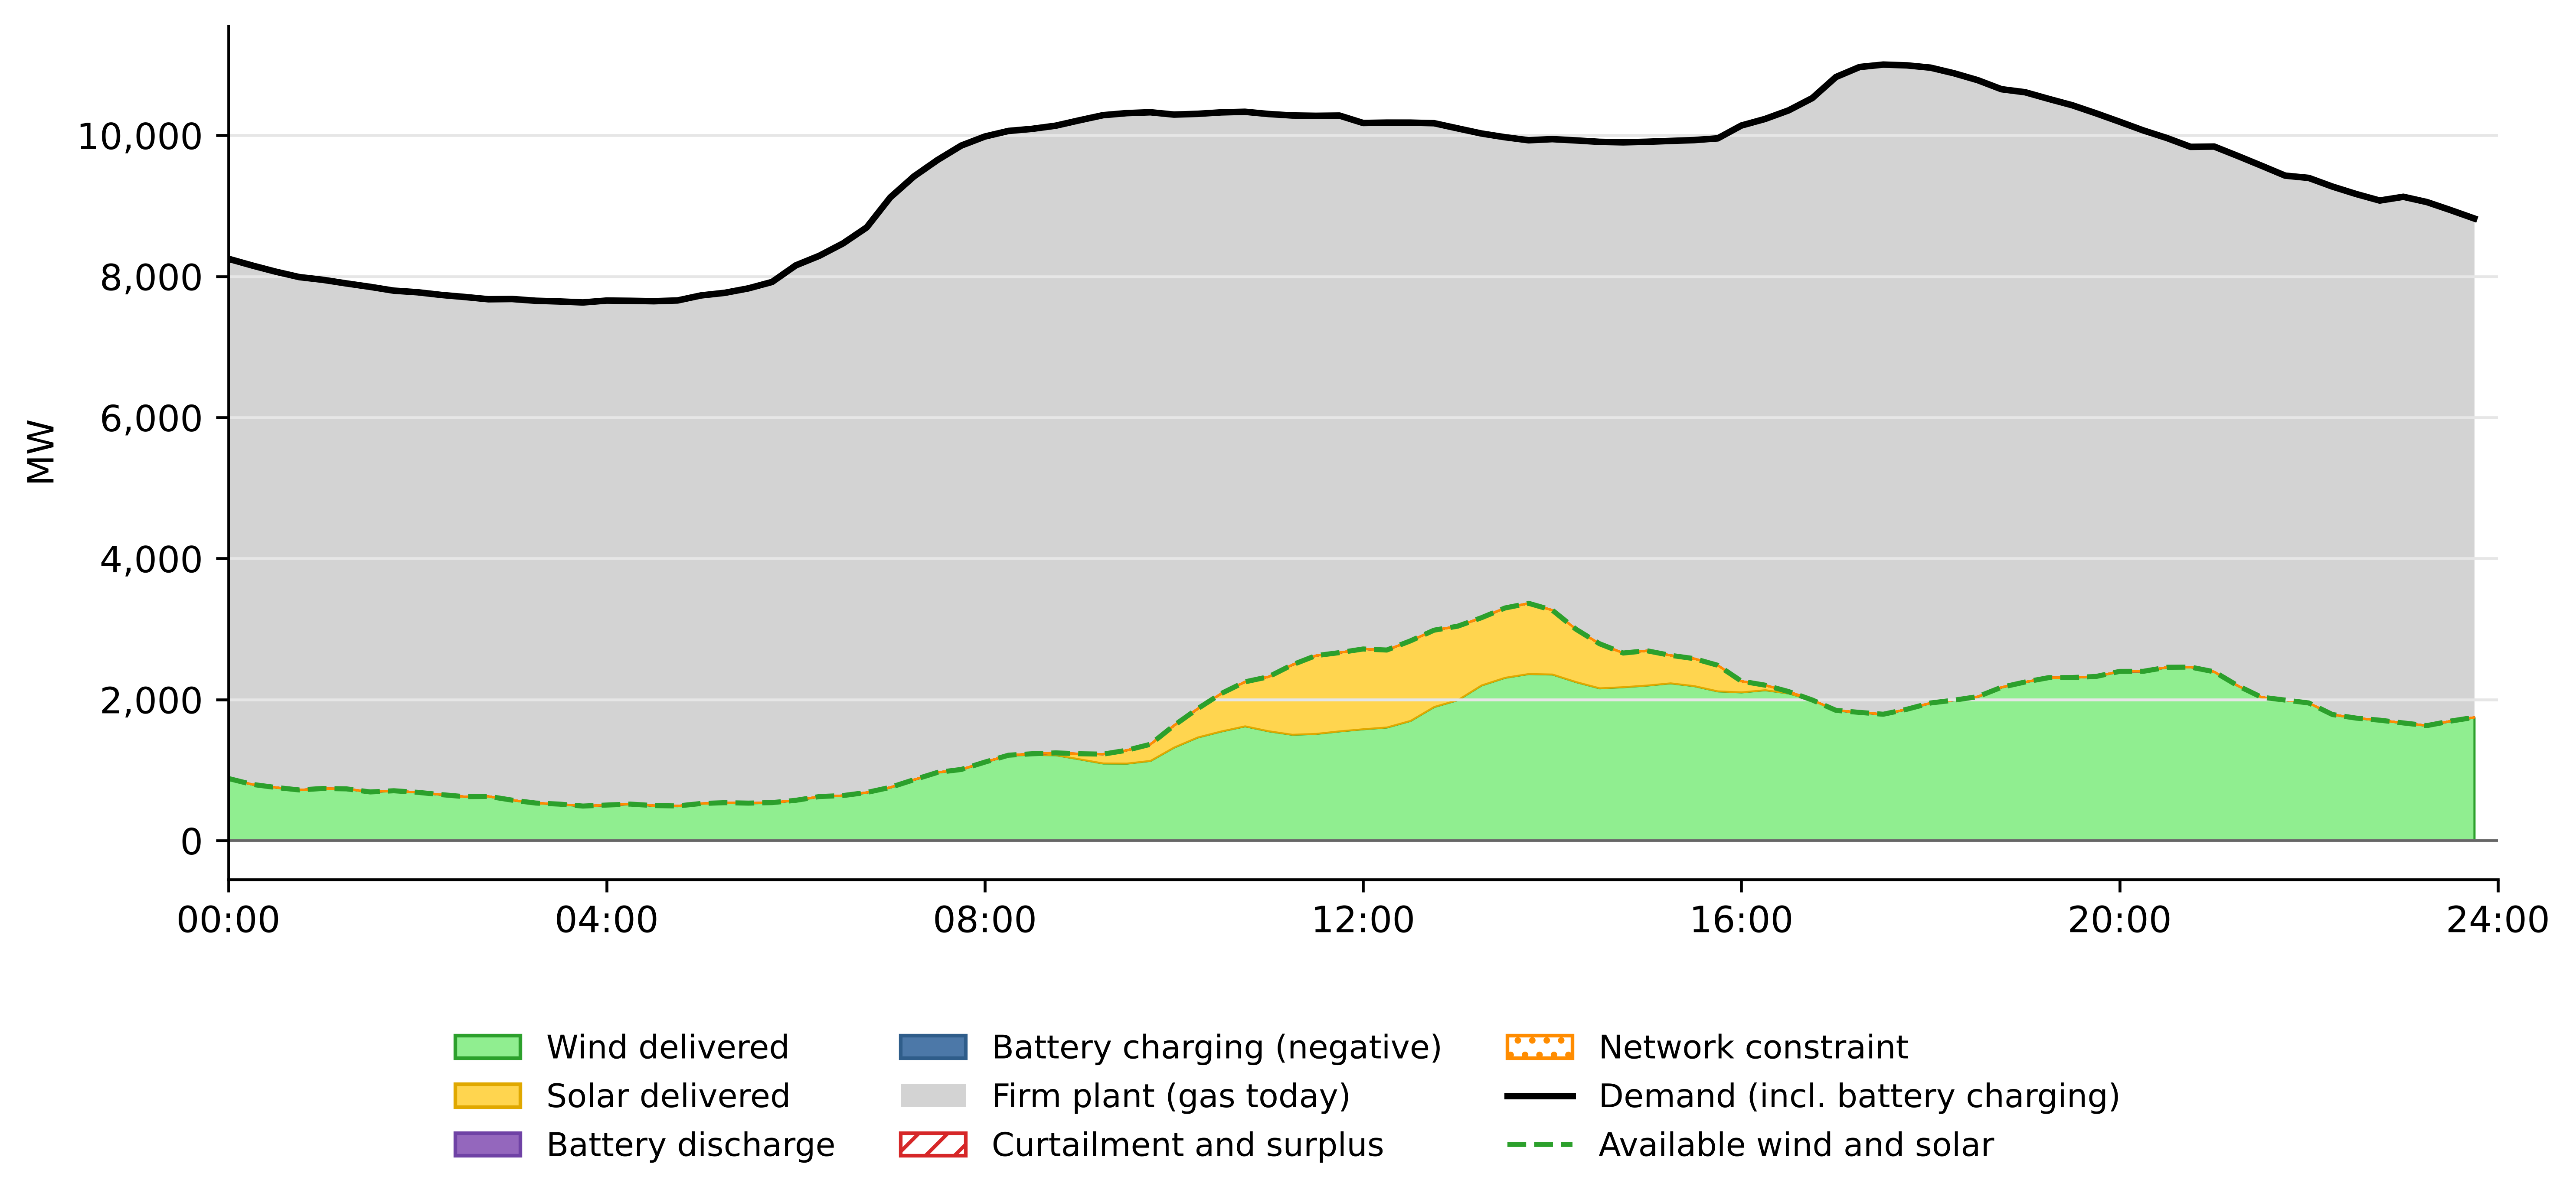 10,000
8,000
6,000
4,000
2,000
0
MW
00:00 04:00 08:00 12:00 16:00 20:00 24:00
Wind delivered
Solar delivered
Battery discharge
Battery charging (negative)
Firm plant (gas today)
Curtailment and surplus
Network constraint
Demand (incl. battery charging)
Available wind and solar